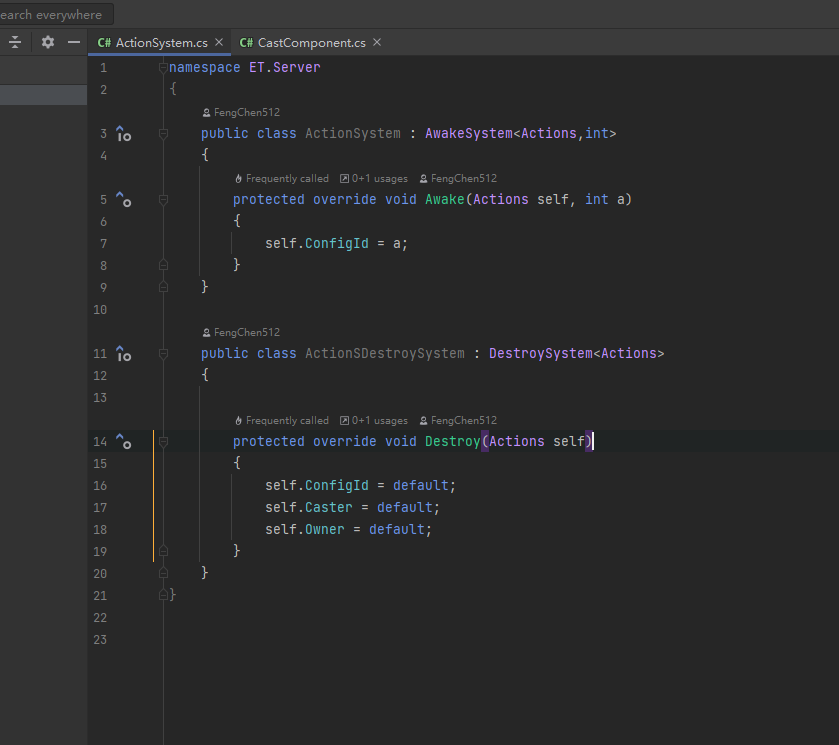 earch everywhere
C# ActionSystem.cs × C# CastComponent.cs ×
1 namespace ET.Server
2 {
FengChen512
3 public class ActionSystem : AwakeSystem<Actions,int>
4 {
Frequently called 0+1 usages FengChen512
5 protected override void Awake(Actions self, int a)
6 {
7 self.ConfigId = a;
8 }
9 }
10
FengChen512
11 public class ActionSDestroySystem : DestroySystem<Actions>
12 {
13
Frequently called 0+1 usages FengChen512
14 protected override void Destroy(Actions self)
15 {
16 self.ConfigId = default;
17 self.Caster = default;
18 self.Owner = default;
19 }
20 }
21 }
22
23